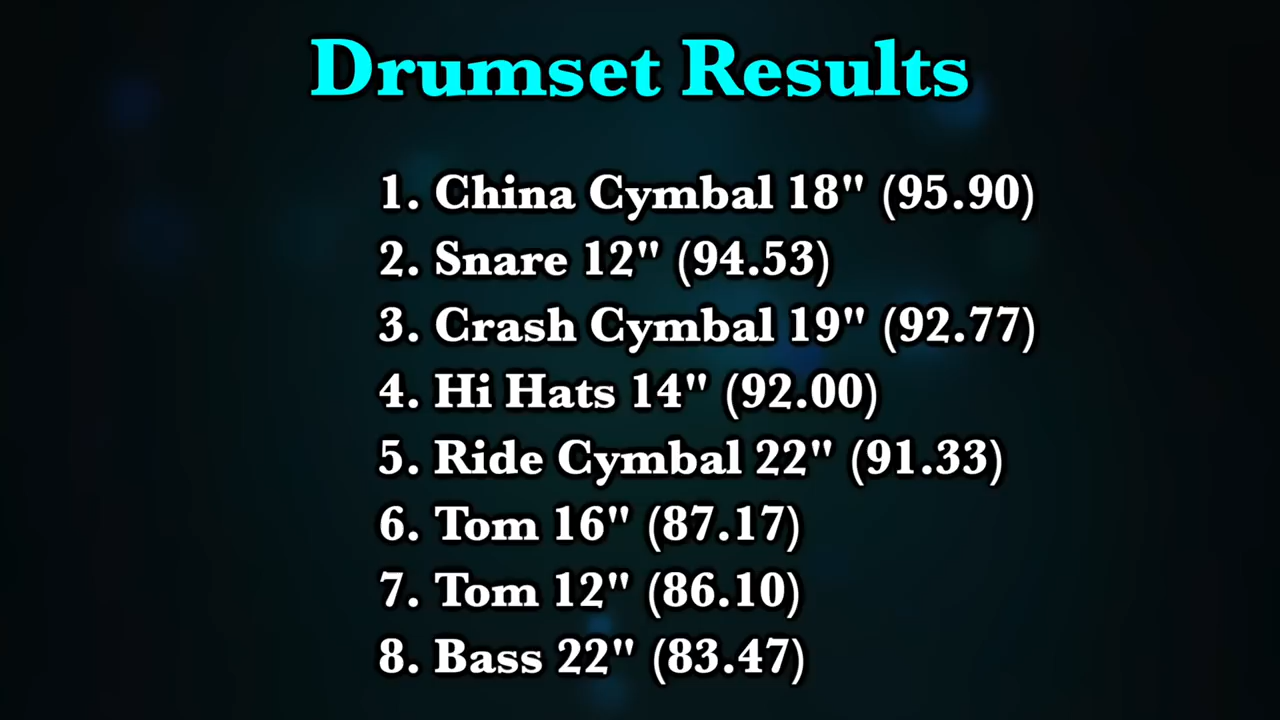 Drumset Results
1. China Cymbal 18" (95.90)
2. Snare 12" (94.53)
3. Crash Cymbal 19" (92.77)
4. Hi Hats 14" (92.00)
5. Ride Cymbal 22" (91.33)
6. Tom 16" (87.17)
7. Tom 12" (86.10)
8. Bass 22" (83.47)